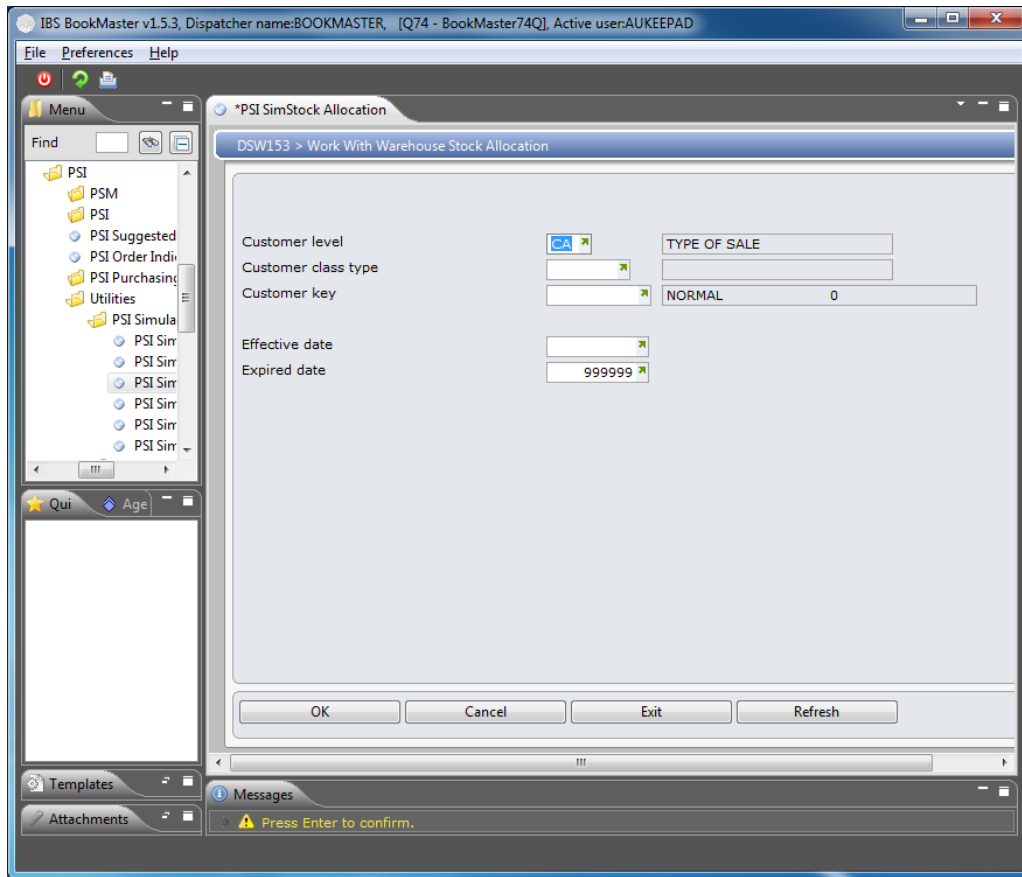 IBS BookMaster v1.5.3, Dispatcher name:BOOKMASTER, [Q74 - BookMaster74Q], Active user:AUKEEPAD
File Preferences Help
Menu
Find
PSI
PSM
PSI
PSI Suggested
PSI Order Indi
PSI Purchasing
Utilities
PSI Simula
PSI Sim
PSI Sim
PSI Sim
PSI Sim
PSI Sim
PSI Sim
Qui Age
Templates
Attachments
*PSI SimStock Allocation
DSW153 > Work With Warehouse Stock Allocation
Customer level CA TYPE OF SALE
Customer class type
Customer key NORMAL 0
Effective date
Expired date 999999
OK Cancel Exit Refresh
Messages
Press Enter to confirm.